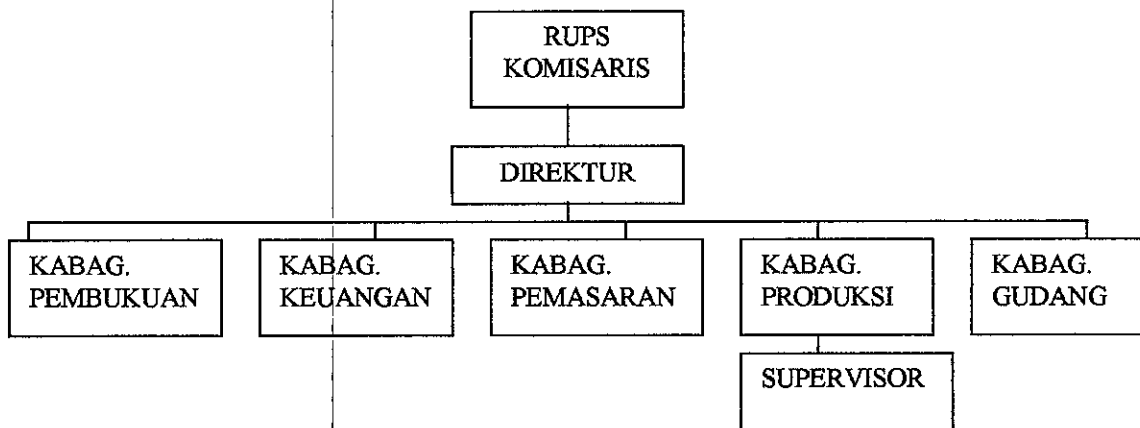 RUPS
KOMISARIS
DIREKTUR
KABAG.
PEMBUKUAN
KABAG.
KEUANGAN
KABAG.
PEMASARAN
KABAG.
PRODUKSI
KABAG.
GUDANG
SUPERVISOR